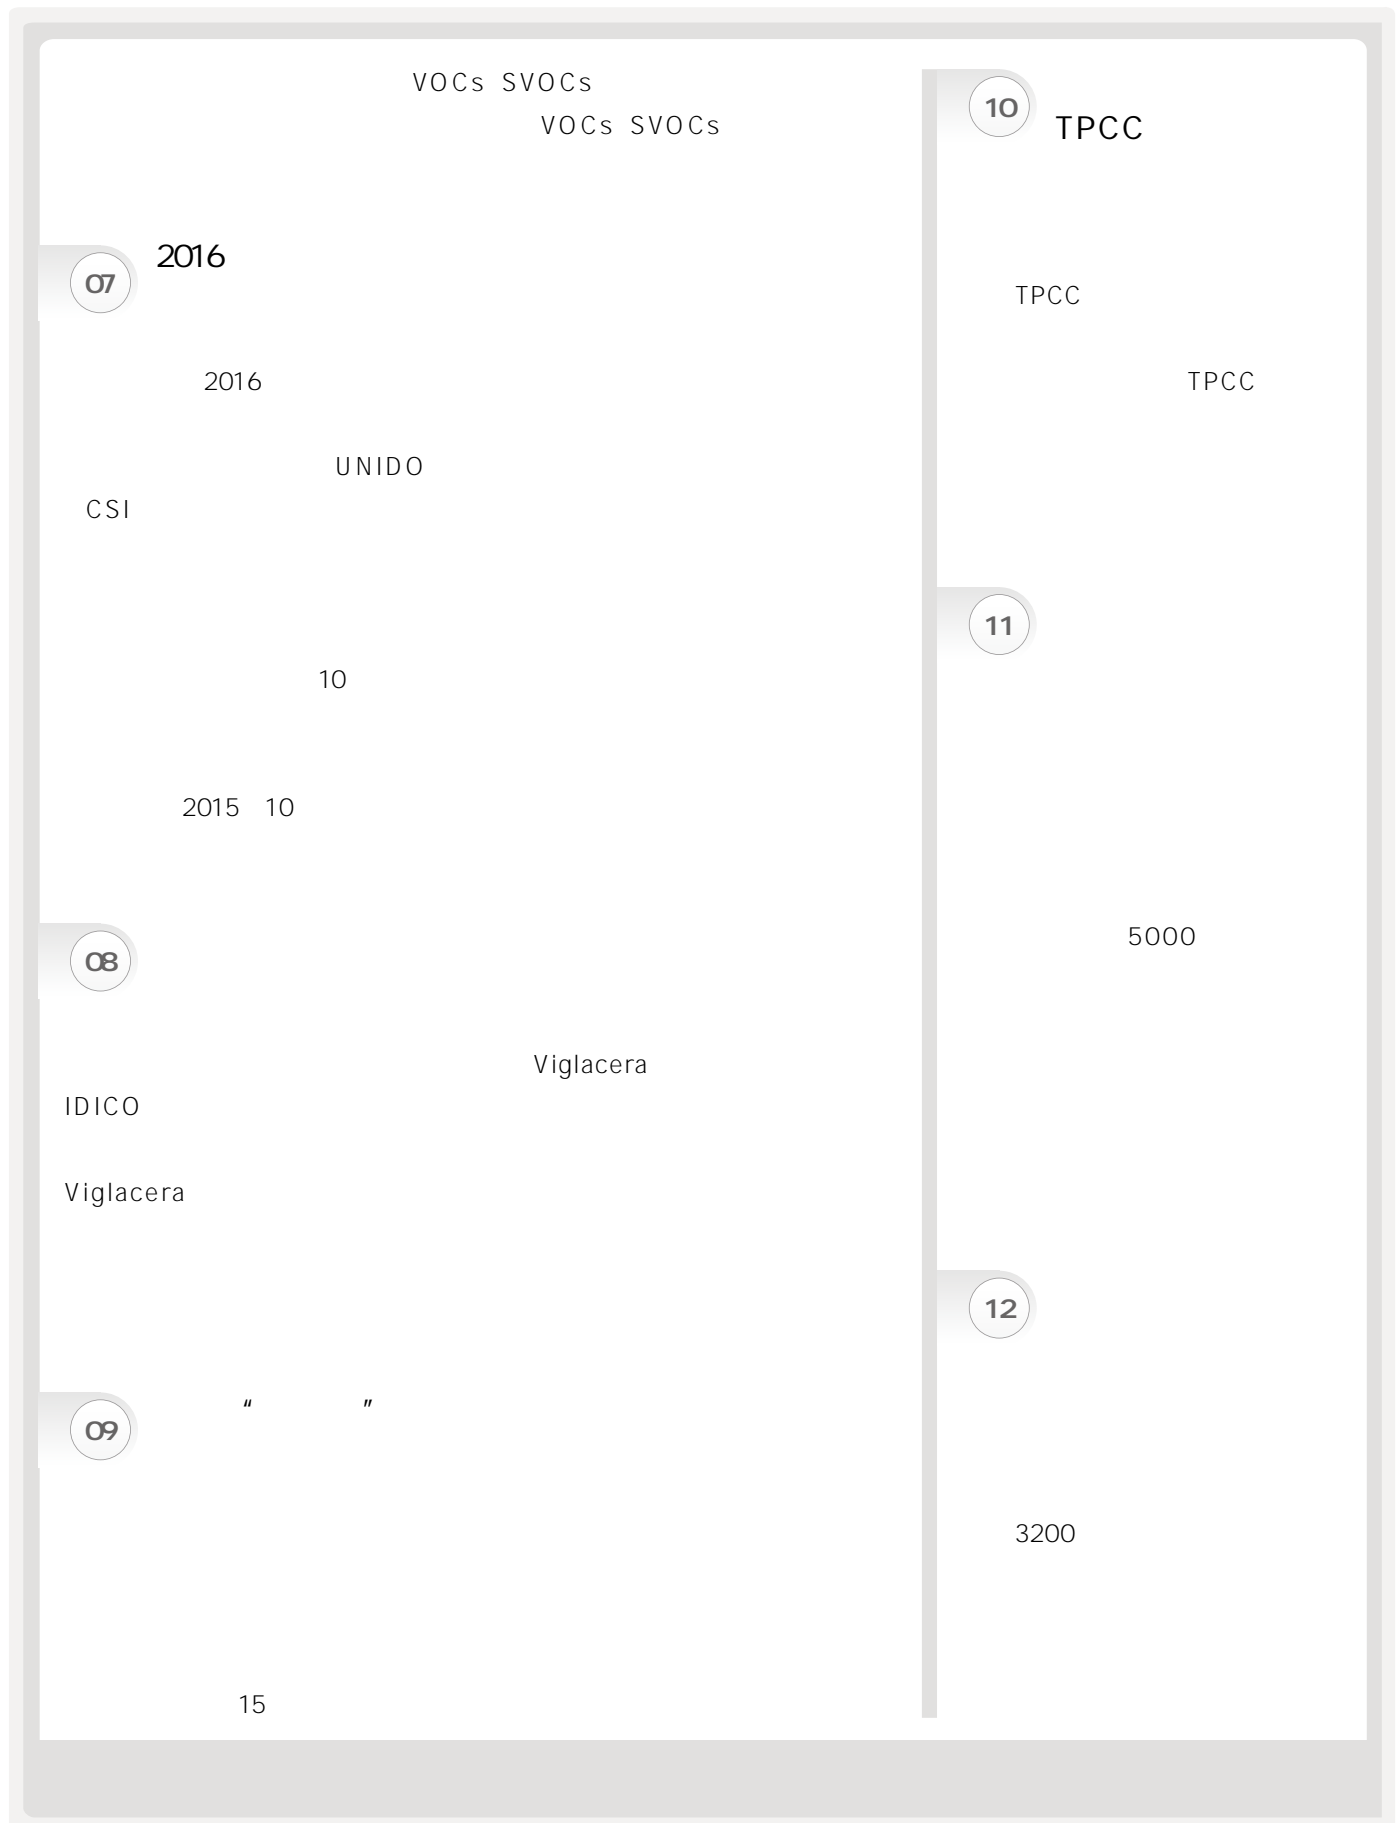 VOCs SVOCs
VOCs SVOCs
07
2016
2016
UNIDO
CSI
10
2015 10
08
Viglacera
IDICO
Viglacera
09
“ ”
15
10
TPCC
TPCC
TPCC
11
5000
12
3200